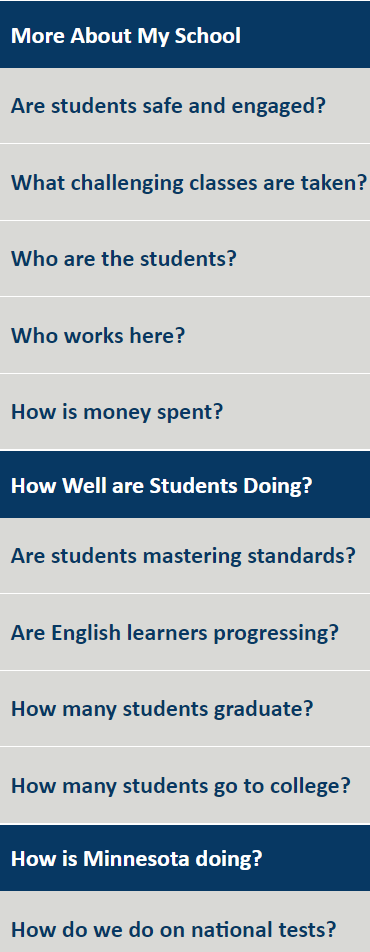 More About My School
Are students safe and engaged?
What challenging classes are taken?
Who are the students?
Who works here?
How is money spent?
How Well are Students Doing?
Are students mastering standards?
Are English learners progressing?
How many students graduate?
How many students go to college?
How is Minnesota doing?
How do we do on national tests?